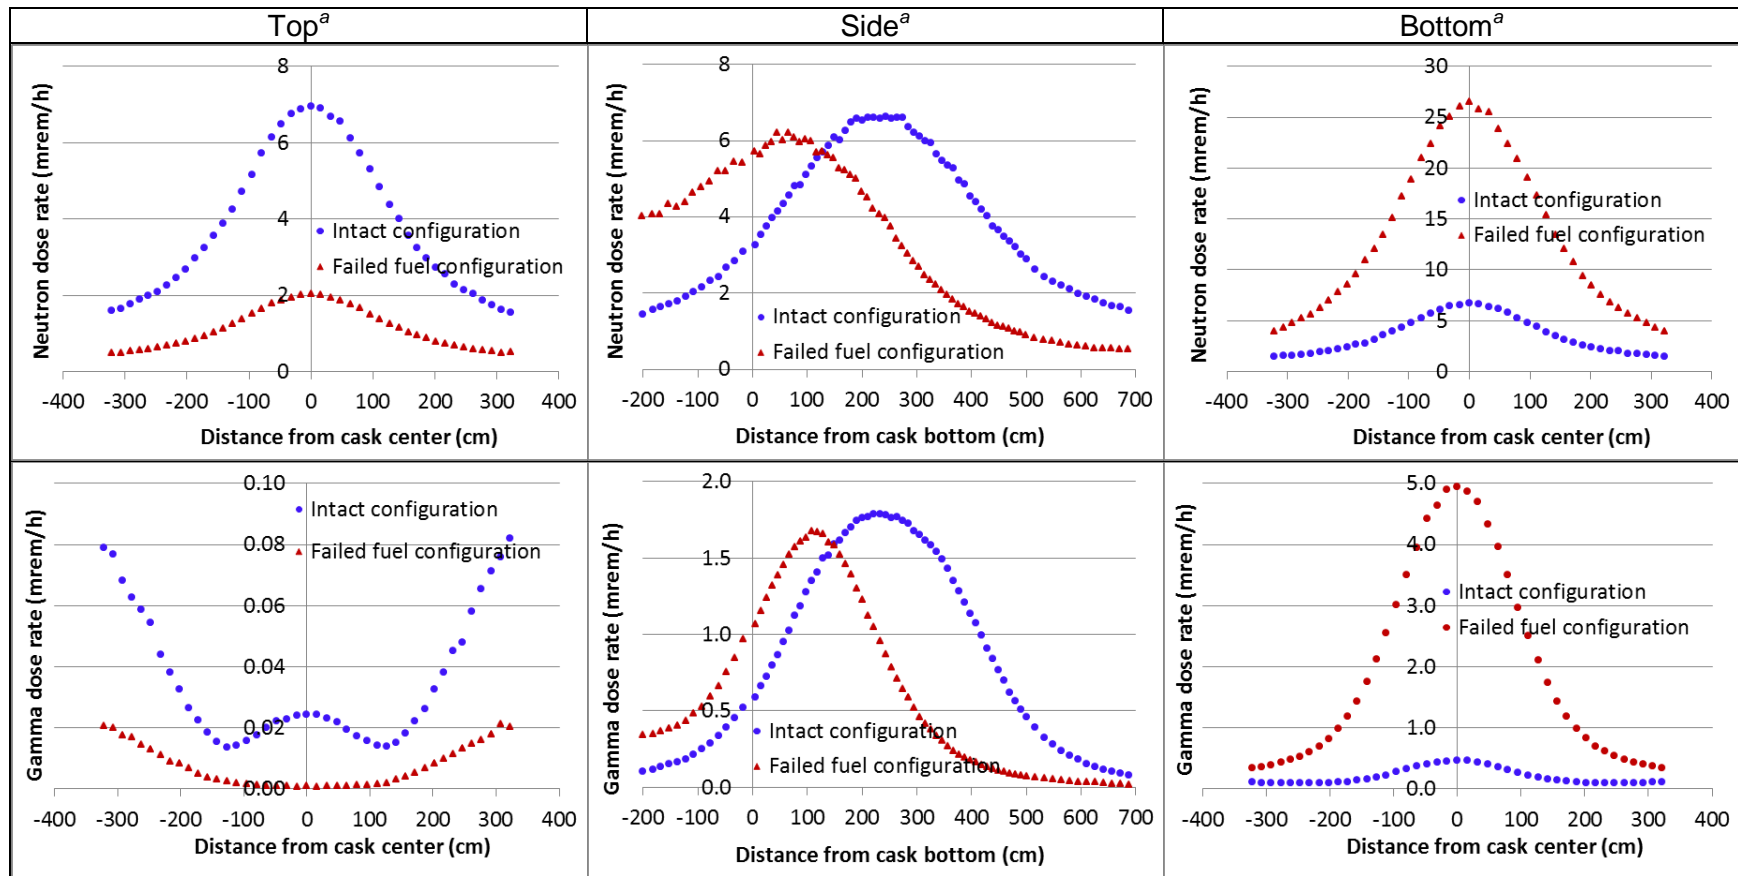 Topa Sidea Bottoma
8
6
4
2
0
-400 -300 -200 -100 0 100 200 300 400
Neutron dose rate (mrem/h)
Distance from cask center (cm)
Intact configuration
Failed fuel configuration
8
6
4
2
0
-200 -100 0 100 200 300 400 500 600 700
Neutron dose rate (mrem/h)
Distance from cask bottom (cm)
Intact configuration
Failed fuel configuration
30
25
20
15
10
5
0
-400 -300 -200 -100 0 100 200 300 400
Neutron dose rate (mrem/h)
Distance from cask center (cm)
Intact configuration
Failed fuel configuration
0.10
0.08
0.06
0.04
0.02
0.00
-400 -300 -200 -100 0 100 200 300 400
Gamma dose rate (mrem/h)
Distance from cask center (cm)
Intact configuration
Failed fuel configuration
2.0
1.5
1.0
0.5
0.0
-200 -100 0 100 200 300 400 500 600 700
Gamma dose rate (mrem/h)
Distance from cask bottom (cm)
Intact configuration
Failed fuel configuration
5.0
4.0
3.0
2.0
1.0
0.0
-400 -300 -200 -100 0 100 200 300 400
Gamma dose rate (mrem/h)
Distance from cask center (cm)
Intact configuration
Failed fuel configuration